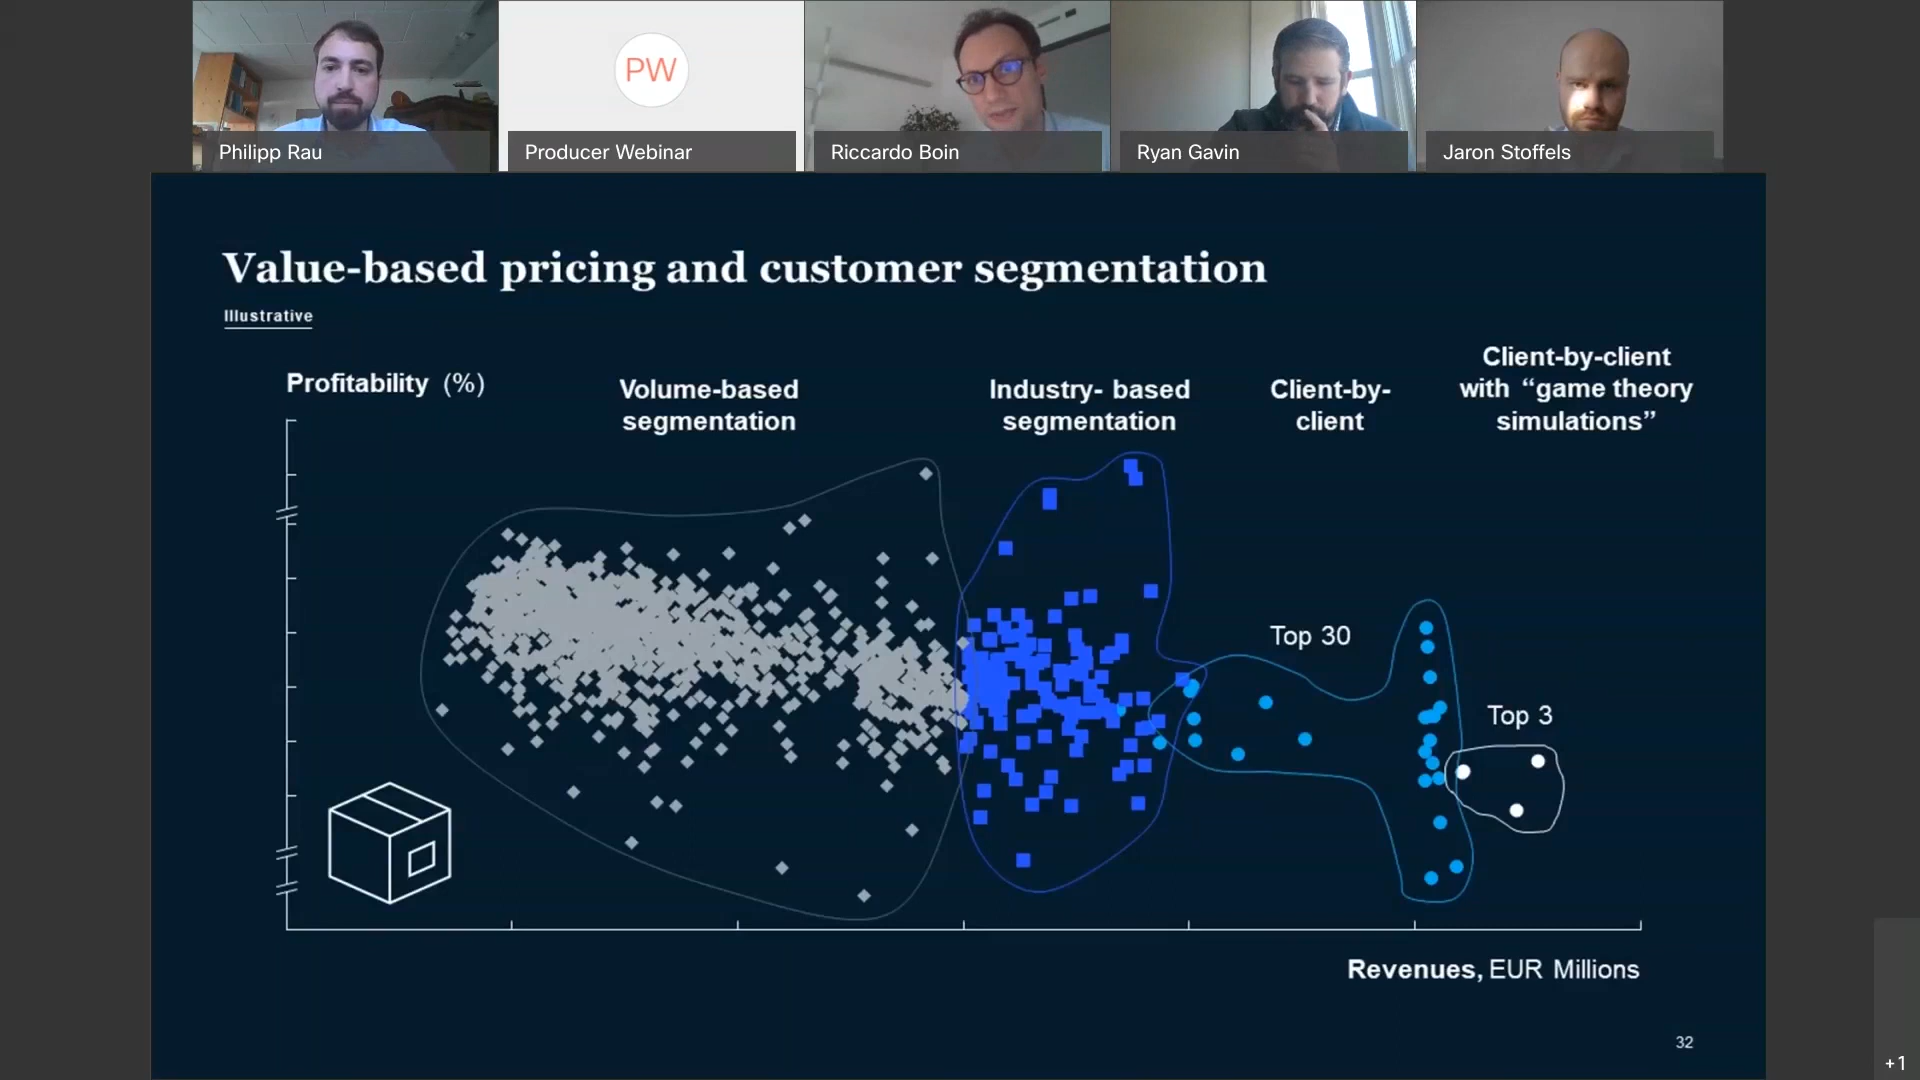 PW
Philipp Rau
Producer Webinar
Riccardo Boin
Ryan Gavin
Jaron Stoffels
Value-based pricing and customer segmentation
Illustrative
Profitability (%)
Volume-based
segmentation
Industry- based
segmentation
Client-by-
client
Client-by-client
with “game theory
simulations”
Top 30
Top 3
Revenues, EUR Millions
32
+1